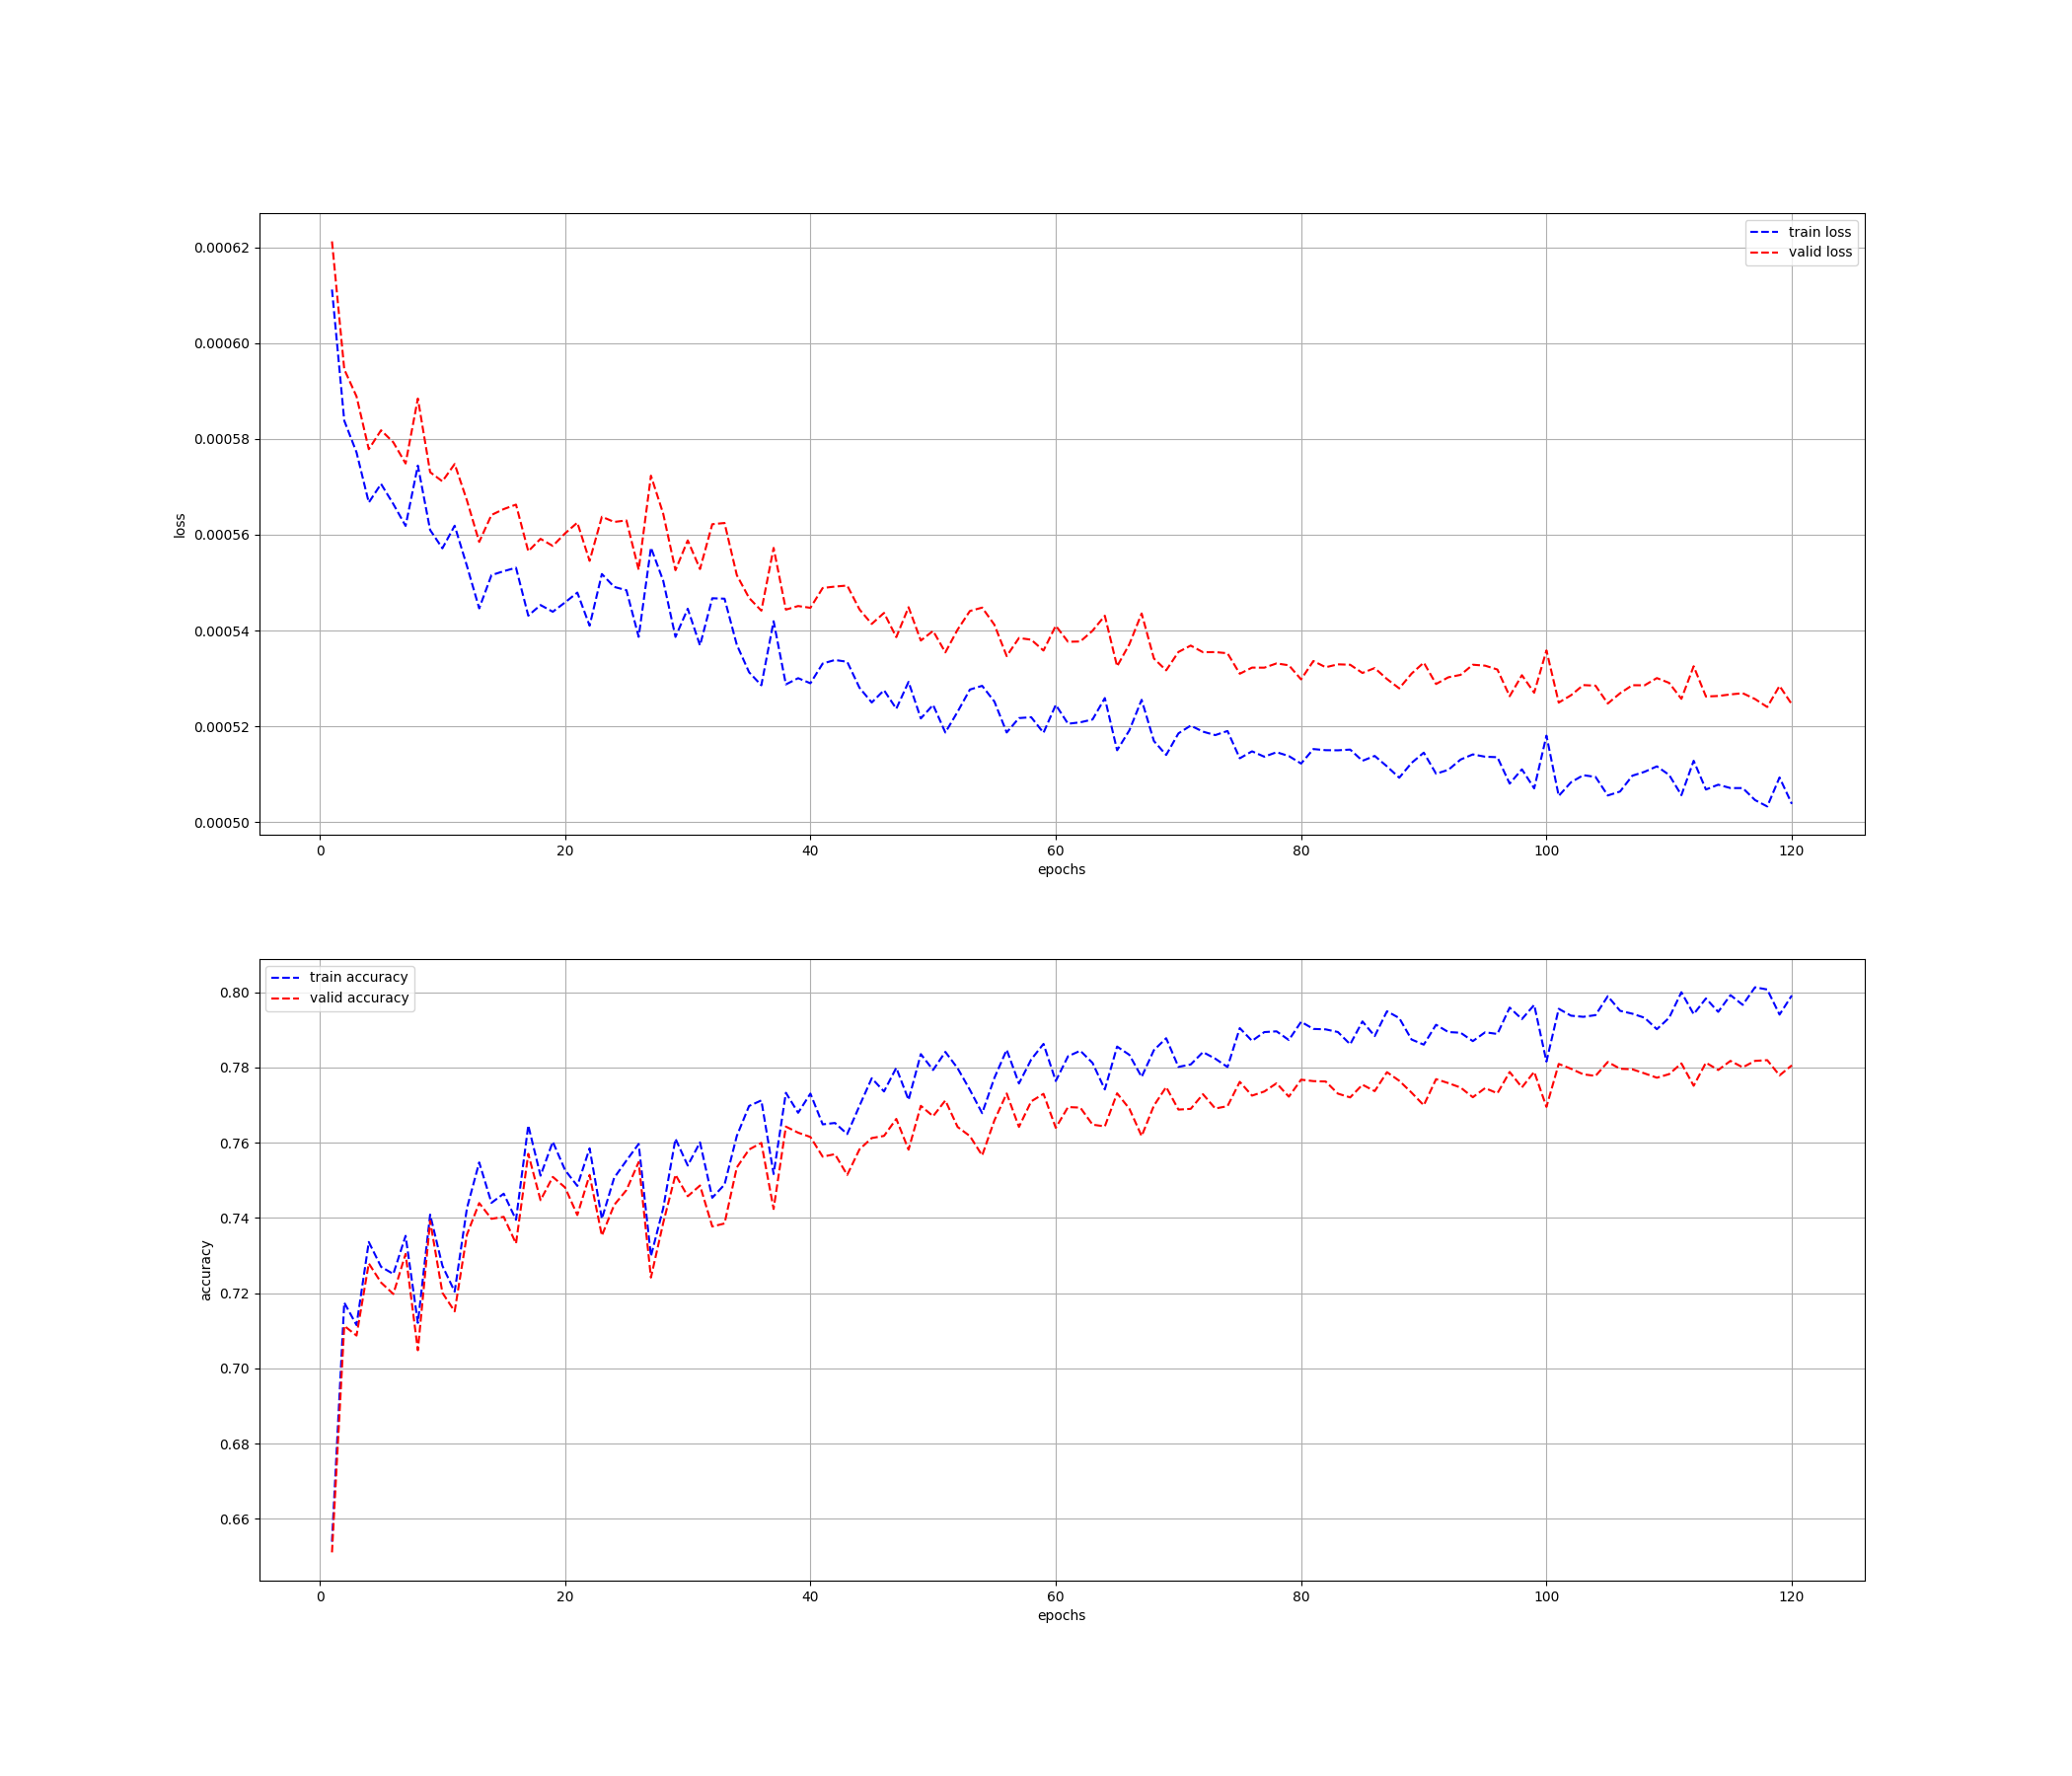 train loss
valid loss
0.00062
0.00060
0.00058
0.00056
0.00054
0.00052
0.00050
loss
0 20 40 60 80 100 120
epochs
train accuracy
valid accuracy
0.80
0.78
0.76
0.74
0.72
0.70
0.68
0.66
accuracy
0 20 40 60 80 100 120
epochs